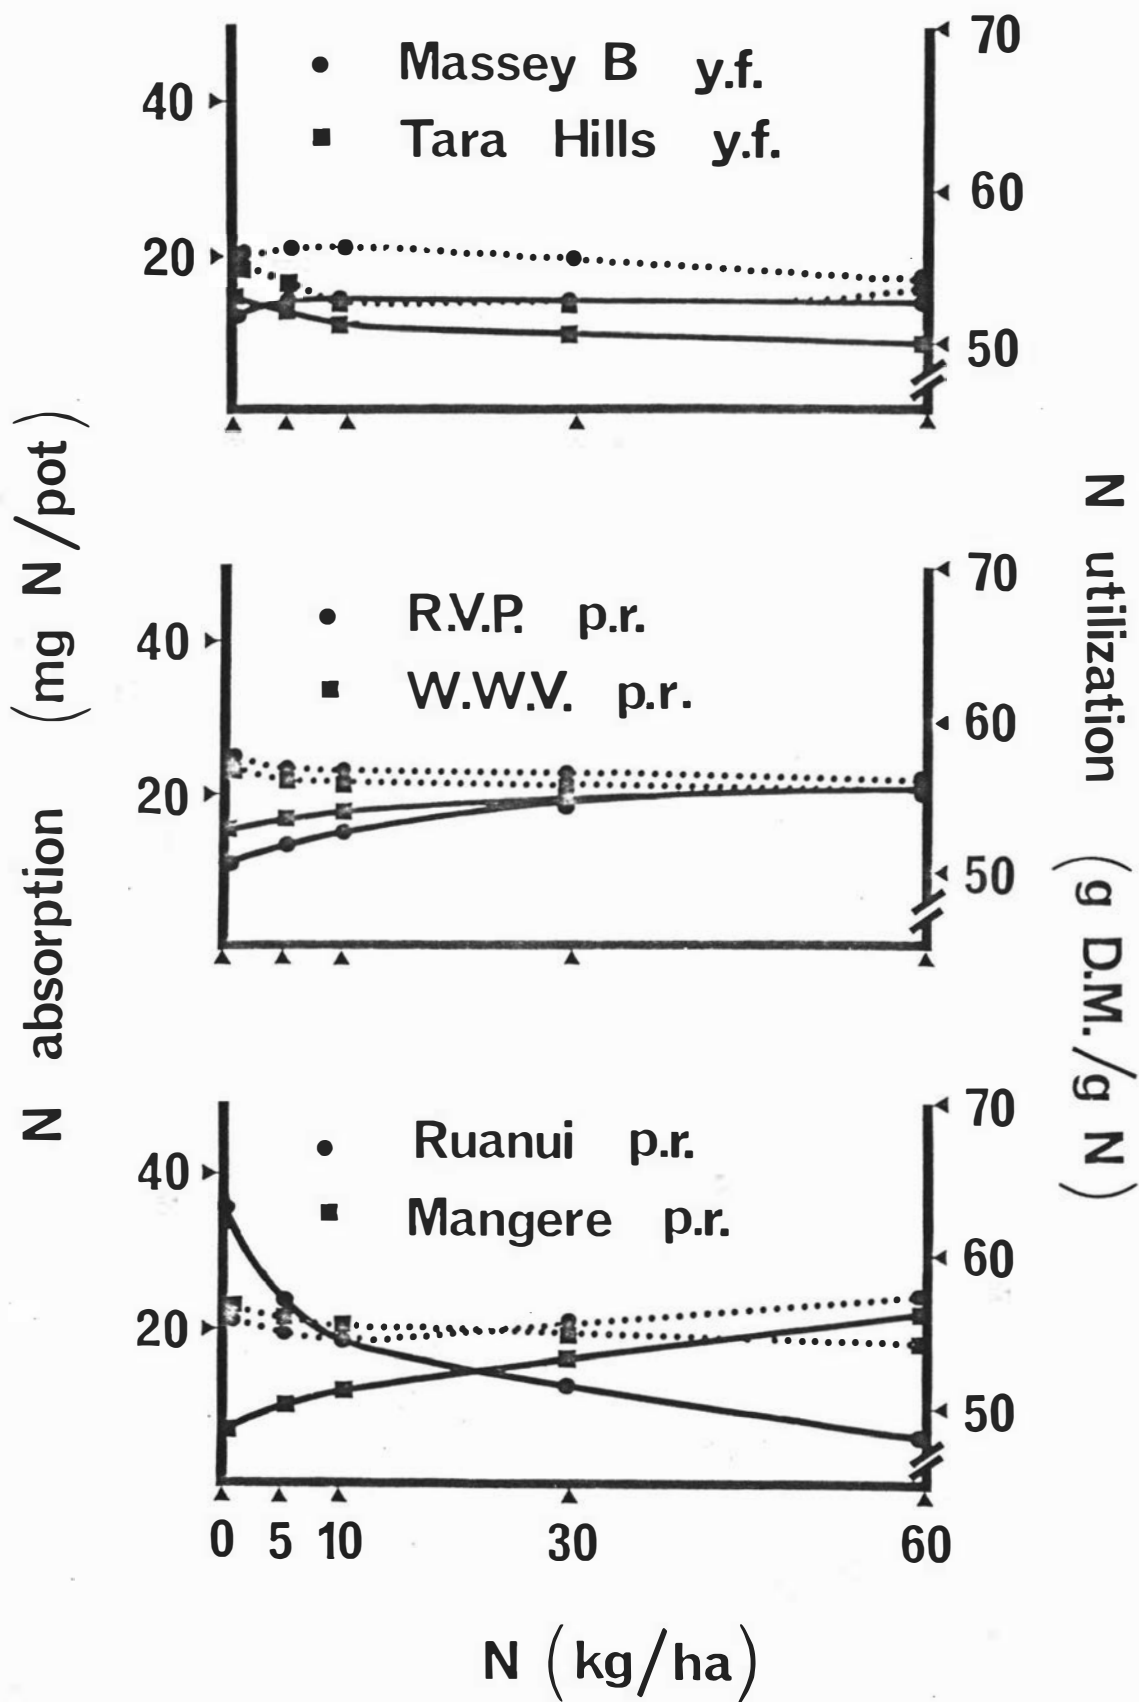 70
Massey B y.f.
40
Tara Hills y.f.
60
20
50
N absorption (mg N/pot)
N utilization (g D.M./g N)
70
R.V.P. p.r.
40
W.W.V. p.r.
60
20
50
70
Ruanui p.r.
40
Mangere p.r.
60
20
50
0 5 10 30 60
N (kg/ha)